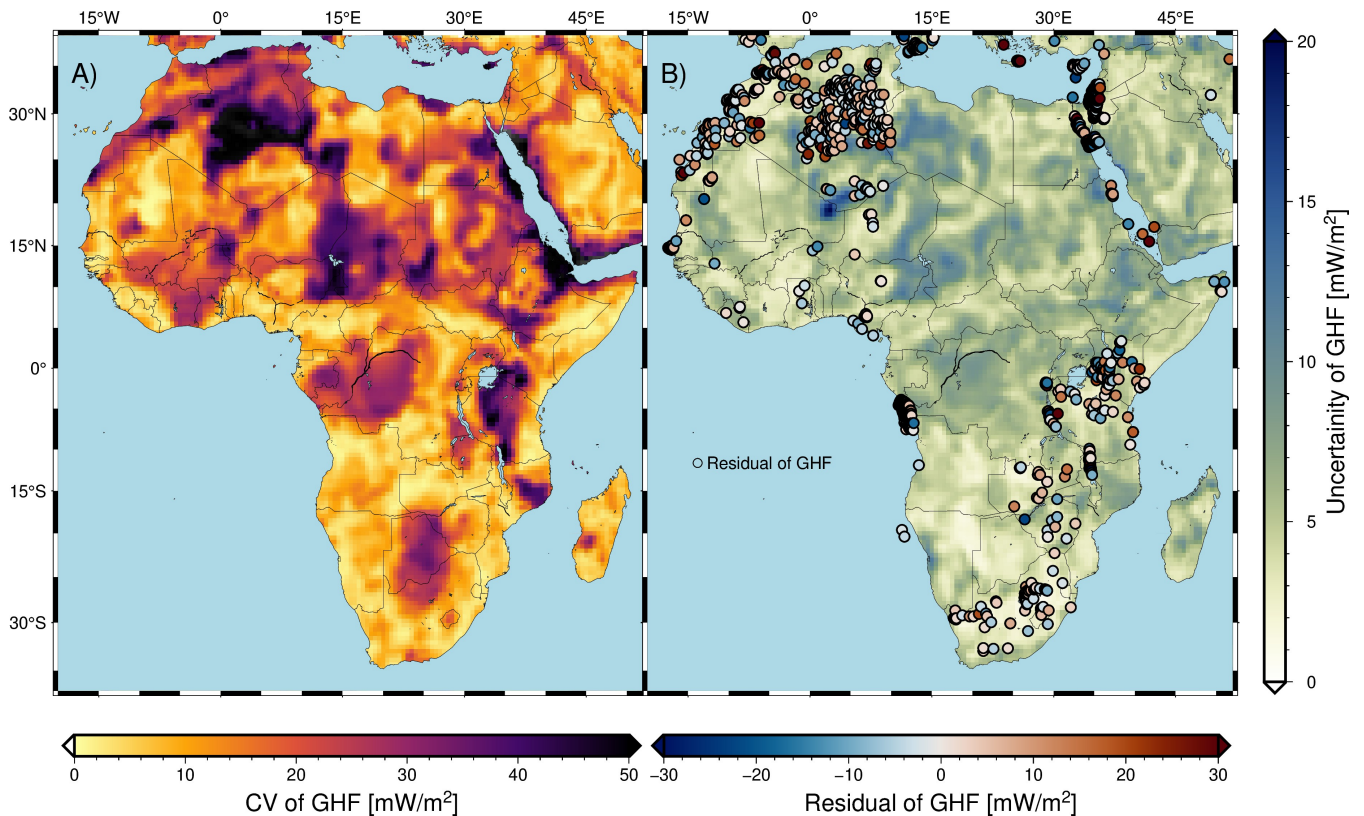 15°W 0° 15°E 30°E 45°E 15°W 0° 15°E 30°E 45°E
A) B)
30°N
15°N
0°
15°S
30°S
Residual of GHF
20
15
10
5
0
Uncertainity of GHF [mW/m²]
0 10 20 30 40 50
CV of GHF [mW/m²]
−30 −20 −10 0 10 20 30
Residual of GHF [mW/m²]